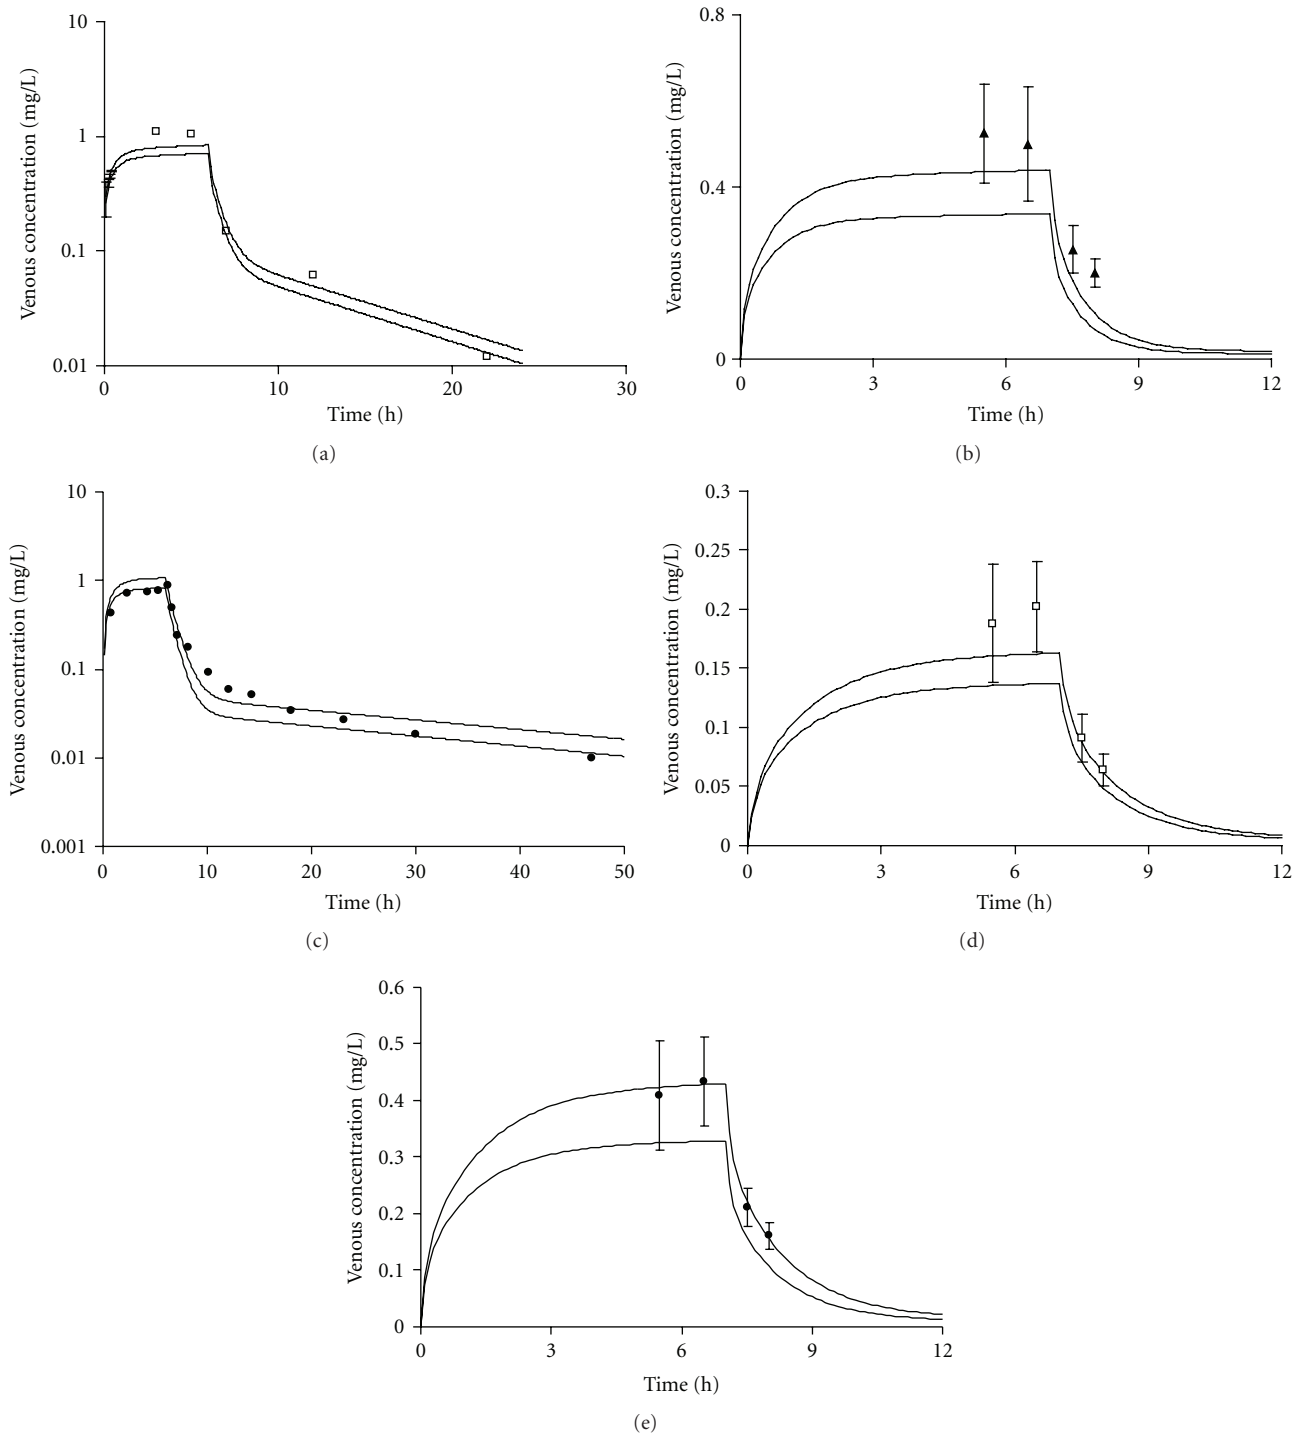 10
1
0.1
0.01
Venous concentration (mg/L)
0 10 20 30
Time (h)
(a)
0.8
0.4
0
Venous concentration (mg/L)
0 3 6 9 12
Time (h)
(b)
10
1
0.1
0.01
0.001
Venous concentration (mg/L)
0 10 20 30 40 50
Time (h)
(c)
0.3
0.25
0.2
0.15
0.1
0.05
0
Venous concentration (mg/L)
0 3 6 9 12
Time (h)
(d)
0.6
0.5
0.4
0.3
0.2
0.1
0
Venous concentration (mg/L)
0 3 6 9 12
Time (h)
(e)